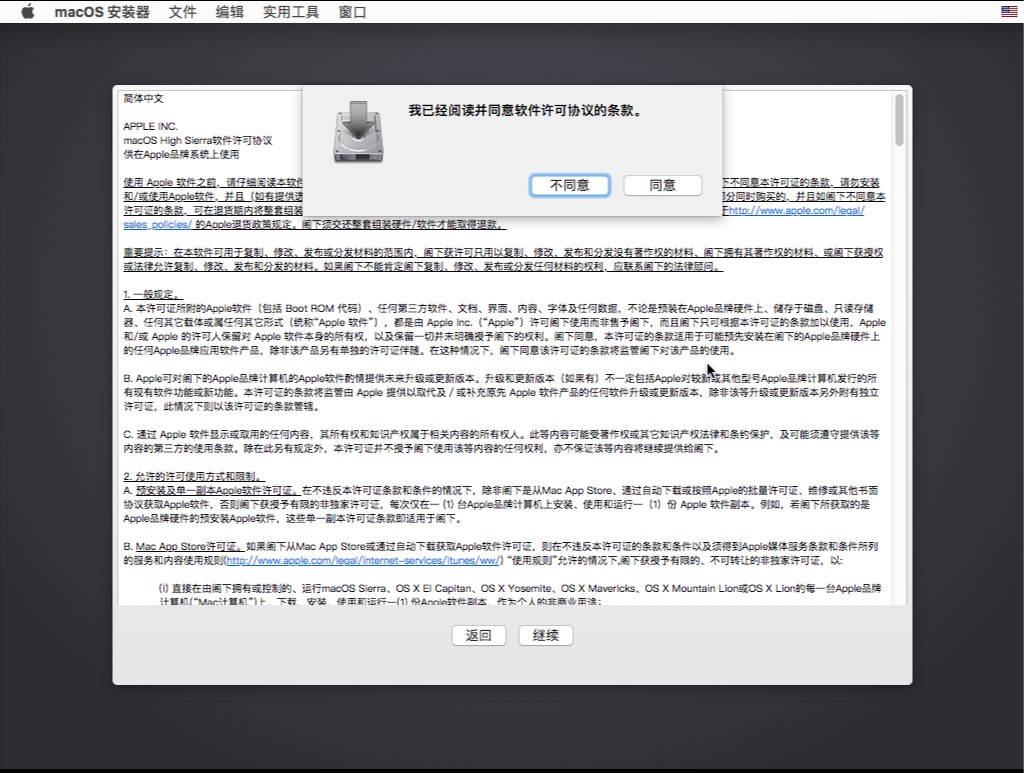 macOS 安装器 文件 编辑 实用工具 窗口
我已经阅读并同意软件许可协议的条款。
不同意 同意
简体中文
APPLE INC.
macOS High Sierra软件许可协议
供在Apple品牌系统上使用
使用 Apple 软件之前，请仔细阅读本软件 下不同意本许可证的条款，请勿安装
和/或使用Apple软件，并且（如有提供退 部分同时购买的，并且如阁下不同意本
许可证的条款，可在退货期内将整套组装 于http://www.apple.com/legal/
sales_policies/ 的Apple退货政策规定。阁下须交还整套组装硬件/软件才能取得退款。
重要提示：在本软件可用于复制、修改、发布或分发材料的范围内，阁下获许可只用以复制、修改、发布和分发没有著作权的材料、阁下拥有其著作权的材料、或阁下获授权
或法律允许复制、修改、发布和分发的材料。如果阁下不能肯定阁下复制、修改、发布或分发任何材料的权利，应联系阁下的法律顾问。
1. 一般规定。
A. 本许可证所附的Apple软件（包括 Boot ROM 代码）、任何第三方软件、文档、界面、内容、字体及任何数据，不论是预装在Apple品牌硬件上、储存于磁盘、只读存储
器、任何其它载体或属任何其它形式（统称“Apple 软件”），都是由 Apple Inc.（“Apple”）许可阁下使用而非售予阁下，而且阁下只可根据本许可证的条款加以使用，Apple
和/或 Apple 的许可人保留对 Apple 软件本身的所有权，以及保留一切并未明确授予阁下的权利。阁下同意，本许可证的条款适用于可能预先安装在阁下的Apple品牌硬件上
的任何Apple品牌应用软件产品，除非该产品另有单独的许可证伴随。在这种情况下，阁下同意该许可证的条款将监管阁下对该产品的使用。
B. Apple可对阁下的Apple品牌计算机的Apple软件酌情提供未来升级或更新版本。升级和更新版本（如果有）不一定包括Apple对较新或其他型号Apple品牌计算机发行的所
有现有软件功能或新功能。本许可证的条款将监管由 Apple 提供以取代及 / 或补充原先 Apple 软件产品的任何软件升级或更新版本，除非该等升级或更新版本另外附有独立
许可证，此情况下则以该许可证的条款管辖。
C. 通过 Apple 软件显示或取用的任何内容，其所有权和知识产权属于相关内容的所有权人。此等内容可能受著作权或其它知识产权法律和条约保护，及可能须遵守提供该等
内容的第三方的使用条款。除在此另有规定外，本许可证并不授予阁下使用该等内容的任何权利，亦不保证该等内容将继续提供给阁下。
2. 允许的许可使用方式和限制。
A. 预安装及单一副本Apple软件许可证。在不违反本许可证条款和条件的情况下，除非阁下是从Mac App Store、通过自动下载或按照Apple的批量许可证、维修或其他书面
协议获取Apple软件，否则阁下获授予有限的非独家许可证，每次仅在一 (1) 台Apple品牌计算机上安装、使用和运行一（1）份 Apple 软件副本。例如，若阁下所获取的是
Apple品牌硬件的预安装Apple软件，这些单一副本许可证条款即适用于阁下。
B. Mac App Store许可证。如果阁下从Mac App Store或通过自动下载获取Apple软件许可证，则在不违反本许可证的条款和条件以及须得到Apple媒体服务条款和条件所列
的服务和内容使用规则(http://www.apple.com/legal/internet-services/itunes/ww/) “使用规则”允许的情况下,阁下获授予有限的、不可转让的非独家许可证，以:
(i) 直接在由阁下拥有或控制的、运行macOS Sierra、OS X El Capitan、OS X Yosemite、OS X Mavericks、OS X Mountain Lion或OS X Lion的每一台Apple品牌
计算机(“Mac计算机”)上，下载、安装、使用和运行一(1) 份Apple软件副本，作为个人的非商业用途；
返回 继续